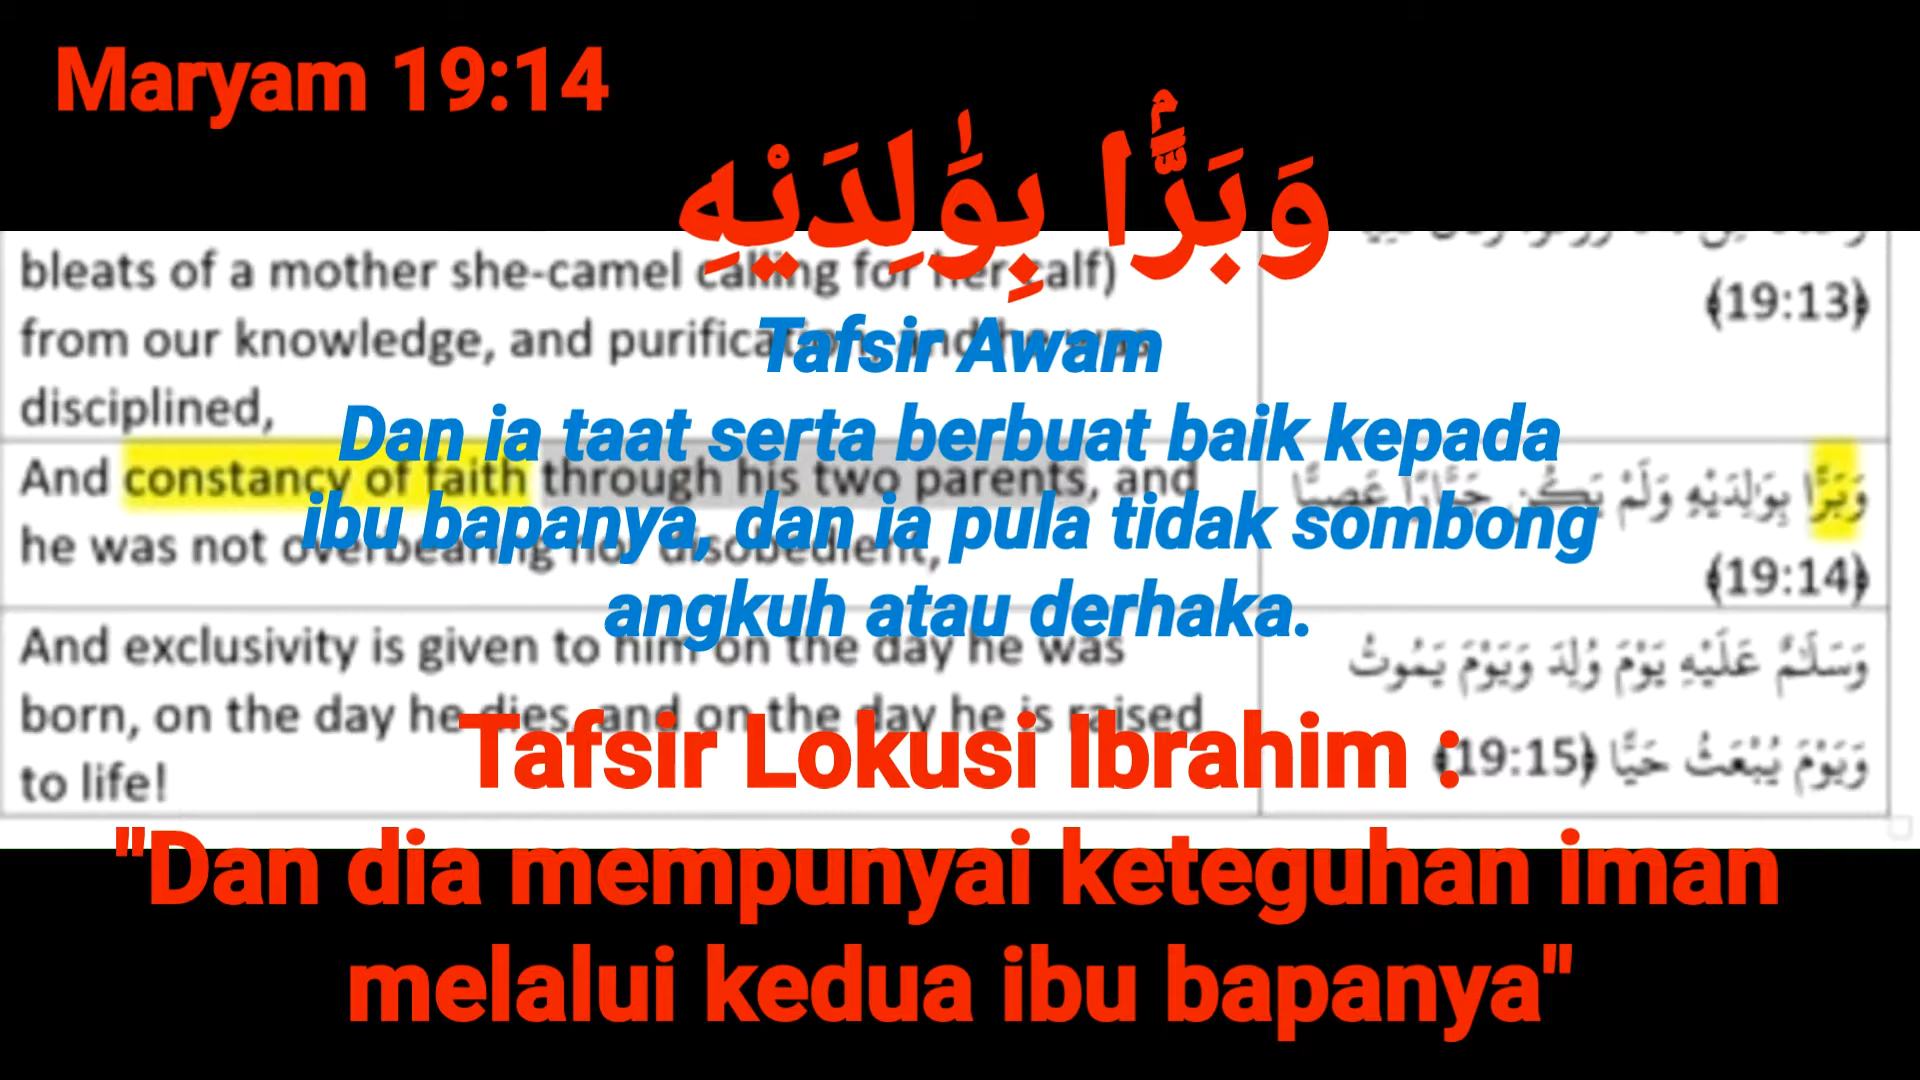 Maryam 19:14
وَبَرًّۢا بِوَٰلِدَيْهِ
bleats of a mother she-camel calling for her calf)
from our knowledge, and purification, and he was
disciplined,
﴿19:13﴾
Tafsir Awam
Dan ia taat serta berbuat baik kepada
ibu bapanya, dan ia pula tidak sombong
angkuh atau derhaka.
And constancy of faith through his two parents, and
he was not overbearing nor disobedient,
وَبَرًّا بِوَالِدَيْهِ وَلَمْ يَكُن جَبَّارًا عَصِيًّا
﴿19:14﴾
And exclusivity is given to him on the day he was
born, on the day he dies, and on the day he is raised
to life!
وَسَلَـٰمٌ عَلَيْهِ يَوْمَ وُلِدَ وَيَوْمَ يَمُوتُ
وَيَوْمَ يُبْعَثُ حَيًّا ﴿19:15﴾
Tafsir Lokusi Ibrahim :
"Dan dia mempunyai keteguhan iman
melalui kedua ibu bapanya"